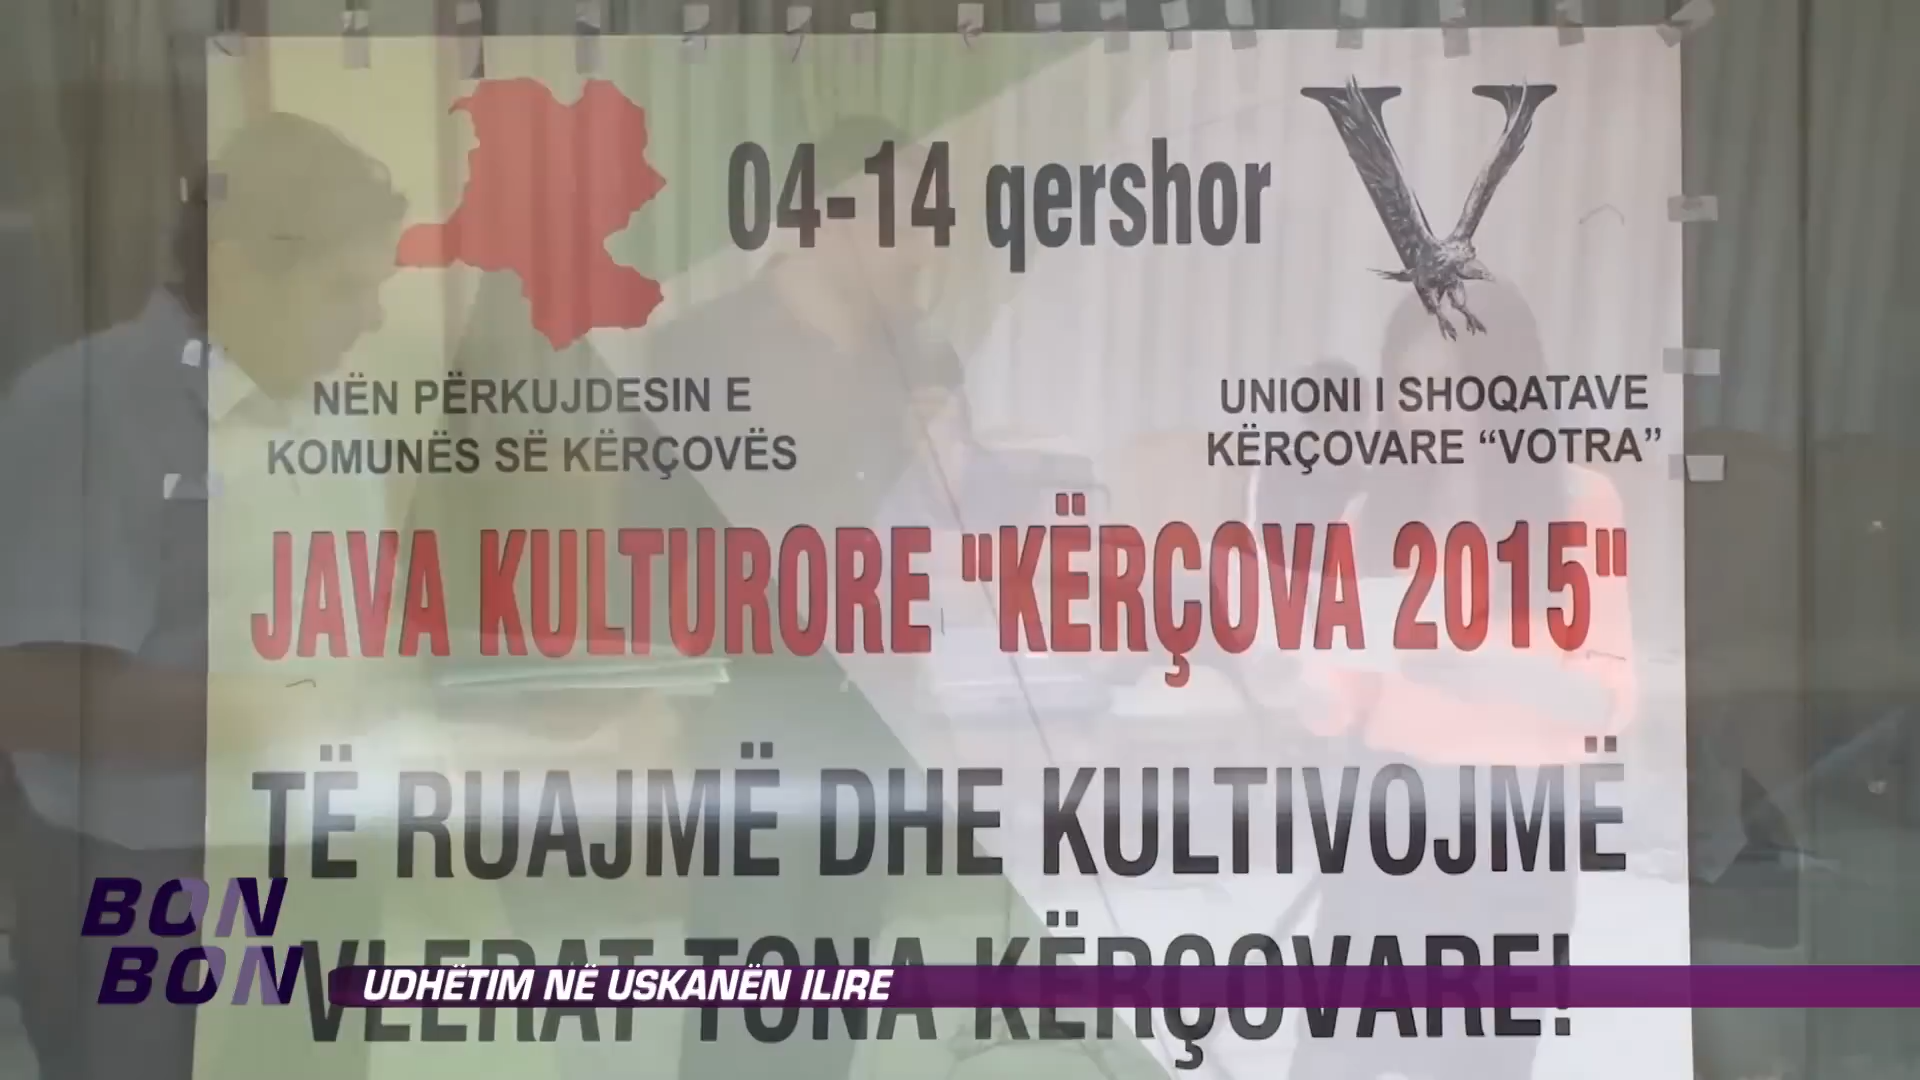 04-14 qershor
NËN PËRKUJDESIN E
KOMUNËS SË KËRÇOVËS
UNIONI I SHOQATAVE
KËRÇOVARE “VOTRA”
JAVA KULTURORE "KËRÇOVA 2015"
TË RUAJMË DHE KULTIVOJMË
VLERAT TONA KËRÇOVARE!
BON
BON
UDHËTIM NË USKANËN ILIRE